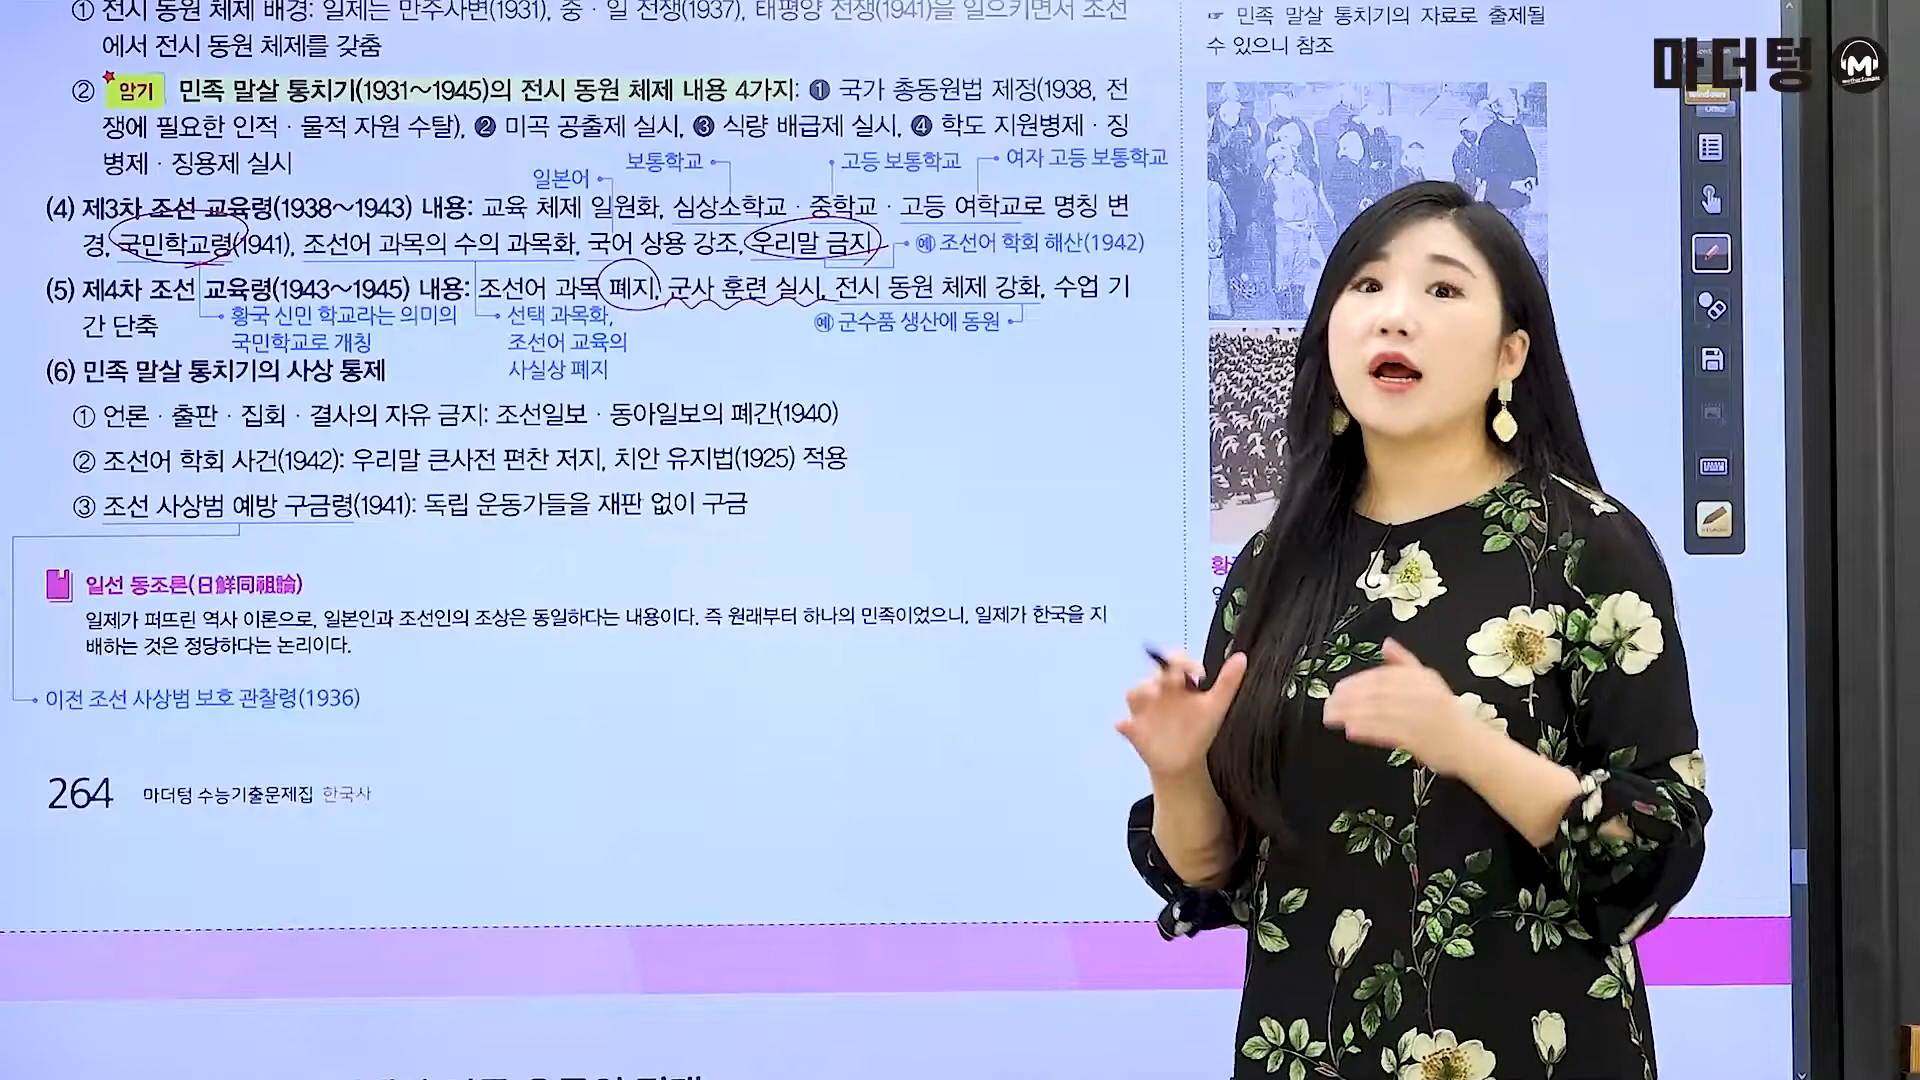 ① 전시 동원 체제 배경: 일제는 만주사변(1931), 중·일 전쟁(1937), 태평양 전쟁(1941)을 일으키면서 조선
에서 전시 동원 체제를 갖춤
② 암기 민족 말살 통치기(1931~1945)의 전시 동원 체제 내용 4가지: ❶ 국가 총동원법 제정(1938, 전
쟁에 필요한 인적·물적 자원 수탈), ❷ 미곡 공출제 실시, ❸ 식량 배급제 실시, ❹ 학도 지원병제·징
병제·징용제 실시
일본어 보통학교 고등 보통학교 여자 고등 보통학교
(4) 제3차 조선 교육령(1938~1943) 내용: 교육 체제 일원화, 심상소학교·중학교·고등 여학교로 명칭 변
경, 국민학교령(1941), 조선어 과목의 수의 과목화, 국어 상용 강조, 우리말 금지
예 조선어 학회 해산(1942)
(5) 제4차 조선 교육령(1943~1945) 내용: 조선어 과목 폐지, 군사 훈련 실시, 전시 동원 체제 강화, 수업 기
간 단축
황국 신민 학교라는 의미의
국민학교로 개칭
선택 과목화,
조선어 교육의
사실상 폐지
예 군수품 생산에 동원
(6) 민족 말살 통치기의 사상 통제
① 언론·출판·집회·결사의 자유 금지: 조선일보·동아일보의 폐간(1940)
② 조선어 학회 사건(1942): 우리말 큰사전 편찬 저지, 치안 유지법(1925) 적용
③ 조선 사상범 예방 구금령(1941): 독립 운동가들을 재판 없이 구금
일선 동조론(日鮮同祖論)
일제가 퍼뜨린 역사 이론으로, 일본인과 조선인의 조상은 동일하다는 내용이다. 즉 원래부터 하나의 민족이었으니, 일제가 한국을 지
배하는 것은 정당하다는 논리이다.
이전 조선 사상범 보호 관찰령(1936)
264 마더텅 수능기출문제집 한국사
☞ 민족 말살 통치기의 자료로 출제될
수 있으니 참조
황
마더텅 M